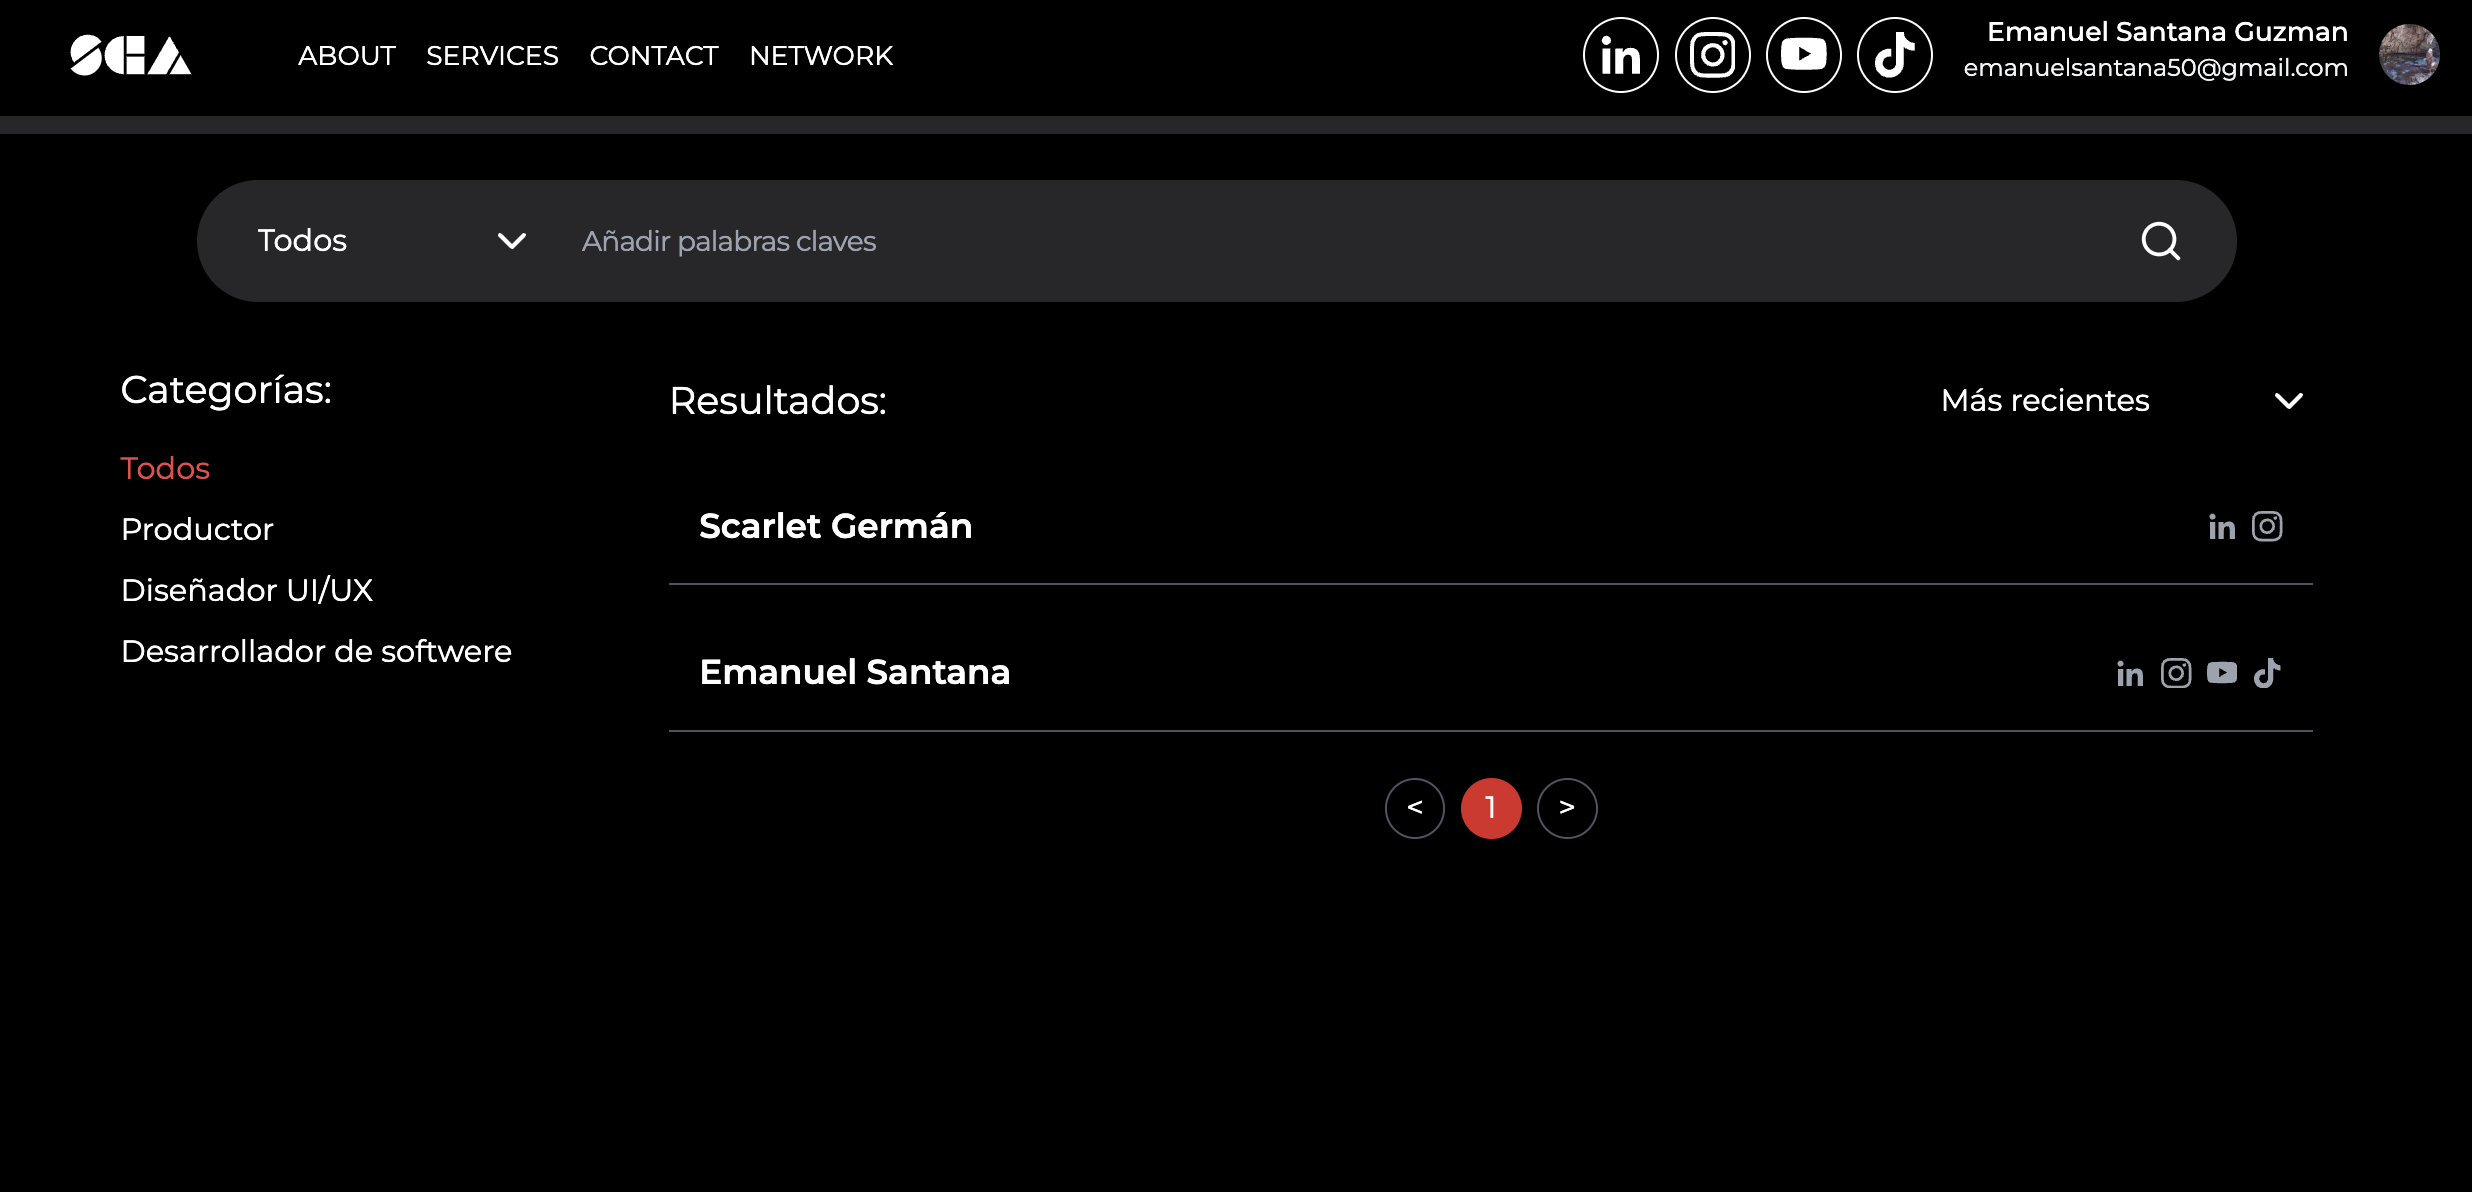 SCA
ABOUT SERVICES CONTACT NETWORK
Emanuel Santana Guzman
emanuelsantana50@gmail.com
Todos
Añadir palabras claves
Categorías:
Todos
Productor
Diseñador UI/UX
Desarrollador de softwere
Resultados:
Más recientes
Scarlet Germán
Emanuel Santana
< 1 >